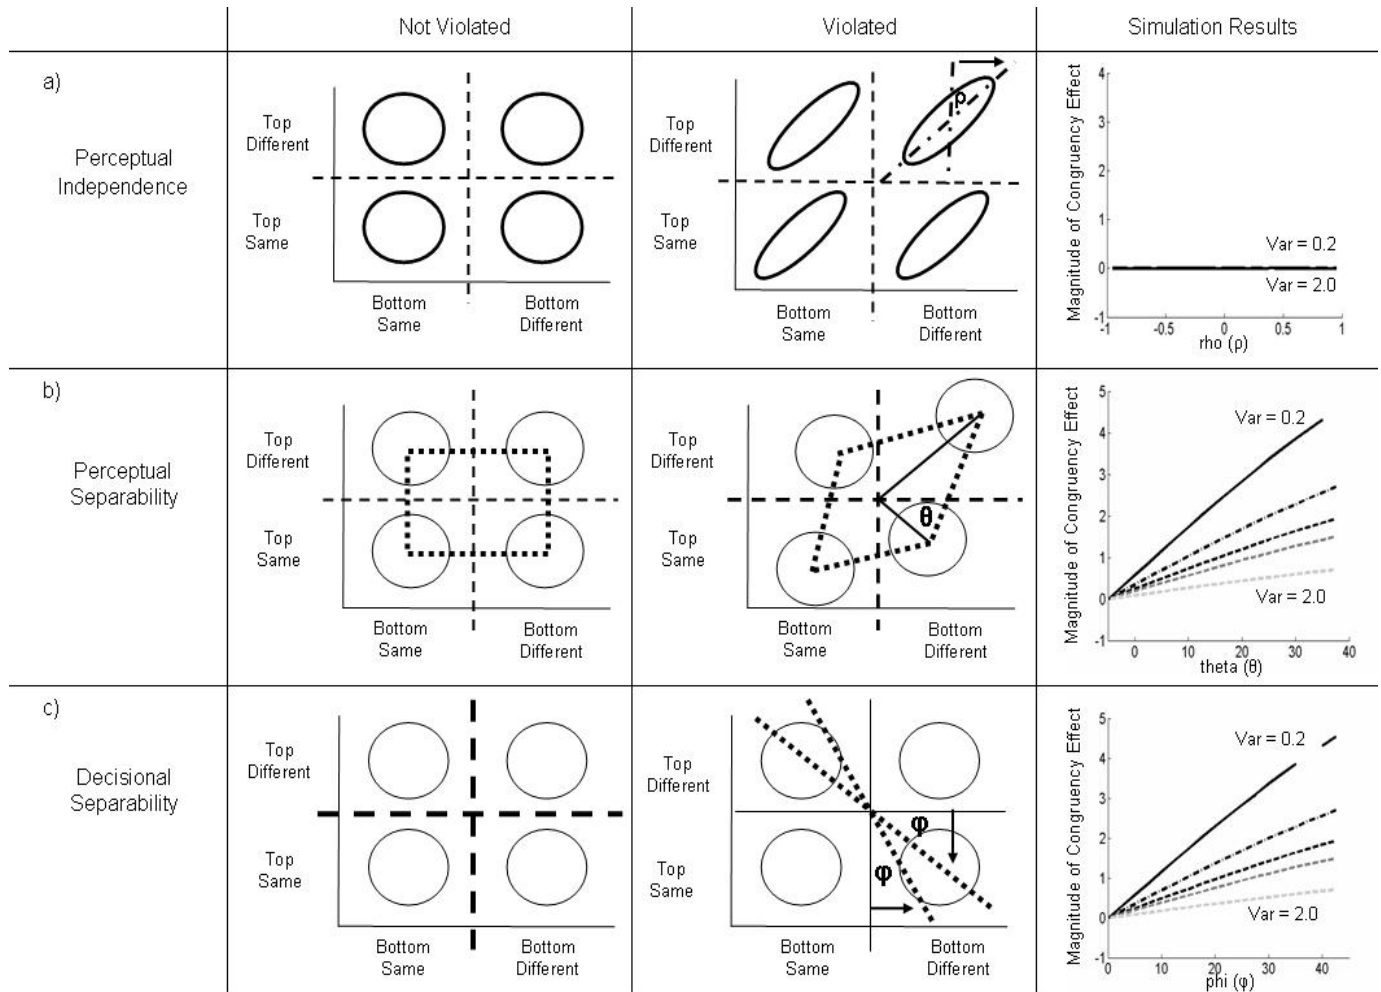 Not Violated
Violated
Simulation Results
a)
Perceptual
Independence
Top
Different
Top
Same
Bottom
Same
Bottom
Different
Top
Different
Top
Same
ρ
Bottom
Same
Bottom
Different
Magnitude of Congruency Effect
4
3
2
1
0
-1
Var = 0.2
Var = 2.0
-1
-0.5
0
0.5
1
rho (ρ)
b)
Perceptual
Separability
Top
Different
Top
Same
Bottom
Same
Bottom
Different
Top
Different
Top
Same
θ
Bottom
Same
Bottom
Different
Magnitude of Congruency Effect
5
4
3
2
1
0
-1
Var = 0.2
Var = 2.0
0
10
20
30
40
theta (θ)
c)
Decisional
Separability
Top
Different
Top
Same
Bottom
Same
Bottom
Different
Top
Different
Top
Same
φ
φ
Bottom
Same
Bottom
Different
Magnitude of Congruency Effect
5
4
3
2
1
0
-1
Var = 0.2
Var = 2.0
0
10
20
30
40
phi (φ)